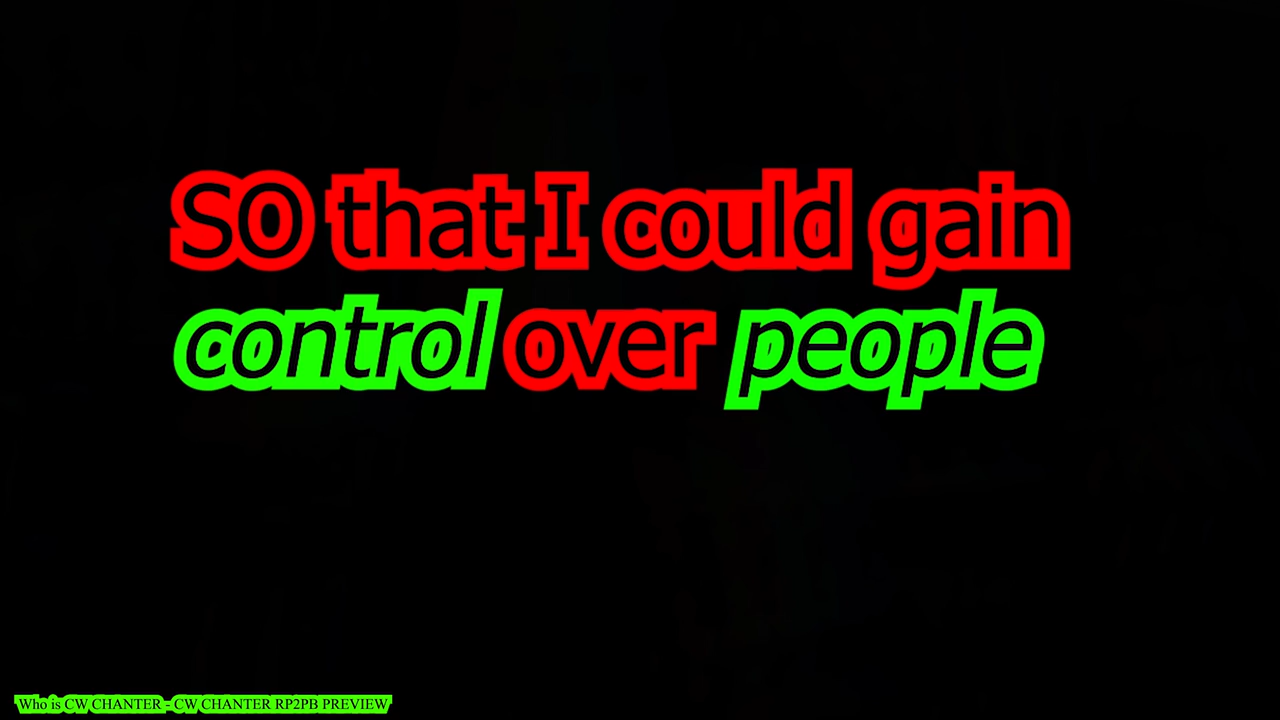 SO that I could gain
control over people
Who is CW CHANTER - CW CHANTER RP2PB PREVIEW